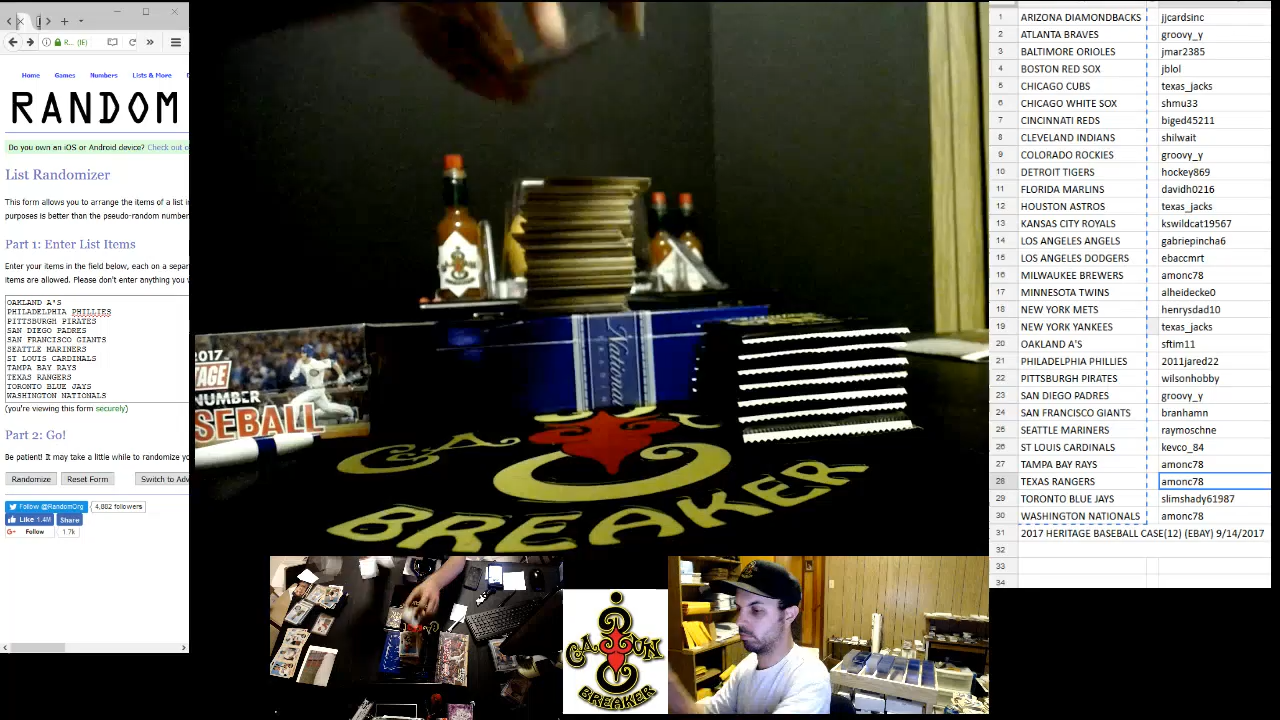 R... (IE)
Home Games Numbers Lists & More
RANDOM
Do you own an iOS or Android device? Check out o
List Randomizer
This form allows you to arrange the items of a list i
purposes is better than the pseudo-random number
Part 1: Enter List Items
Enter your items in the field below, each on a separ
items are allowed. Please don't enter anything you v
OAKLAND A'S
PHILADELPHIA PHILLIES
PITTSBURGH PIRATES
SAN DIEGO PADRES
SAN FRANCISCO GIANTS
SEATTLE MARINERS
ST LOUIS CARDINALS
TAMPA BAY RAYS
TEXAS RANGERS
TORONTO BLUE JAYS
WASHINGTON NATIONALS
(you're viewing this form securely)
Part 2: Go!
Be patient! It may take a little while to randomize yo
Randomize Reset Form Switch to Adv
Follow @RandomOrg 4,882 followers
Like 1.4M Share
Follow 1.7k
2017
TAGE
NUMBER
SEBALL
National
CAJUN
BREAKER
CAJUN
BREAKER
1 ARIZONA DIAMONDBACKS jjcardsinc
2 ATLANTA BRAVES groovy_y
3 BALTIMORE ORIOLES jmar2385
4 BOSTON RED SOX jblol
5 CHICAGO CUBS texas_jacks
6 CHICAGO WHITE SOX shmu33
7 CINCINNATI REDS biged45211
8 CLEVELAND INDIANS shilwait
9 COLORADO ROCKIES groovy_y
10 DETROIT TIGERS hockey869
11 FLORIDA MARLINS davidh0216
12 HOUSTON ASTROS texas_jacks
13 KANSAS CITY ROYALS kswildcat19567
14 LOS ANGELES ANGELS gabriepincha6
15 LOS ANGELES DODGERS ebaccmrt
16 MILWAUKEE BREWERS amonc78
17 MINNESOTA TWINS alheidecke0
18 NEW YORK METS henrysdad10
19 NEW YORK YANKEES texas_jacks
20 OAKLAND A'S sftim11
21 PHILADELPHIA PHILLIES 2011jared22
22 PITTSBURGH PIRATES wilsonhobby
23 SAN DIEGO PADRES groovy_y
24 SAN FRANCISCO GIANTS branhamn
25 SEATTLE MARINERS raymoschne
26 ST LOUIS CARDINALS kevco_84
27 TAMPA BAY RAYS amonc78
28 TEXAS RANGERS amonc78
29 TORONTO BLUE JAYS slimshady61987
30 WASHINGTON NATIONALS amonc78
31 2017 HERITAGE BASEBALL CASE(12) (EBAY) 9/14/2017
32
33
34